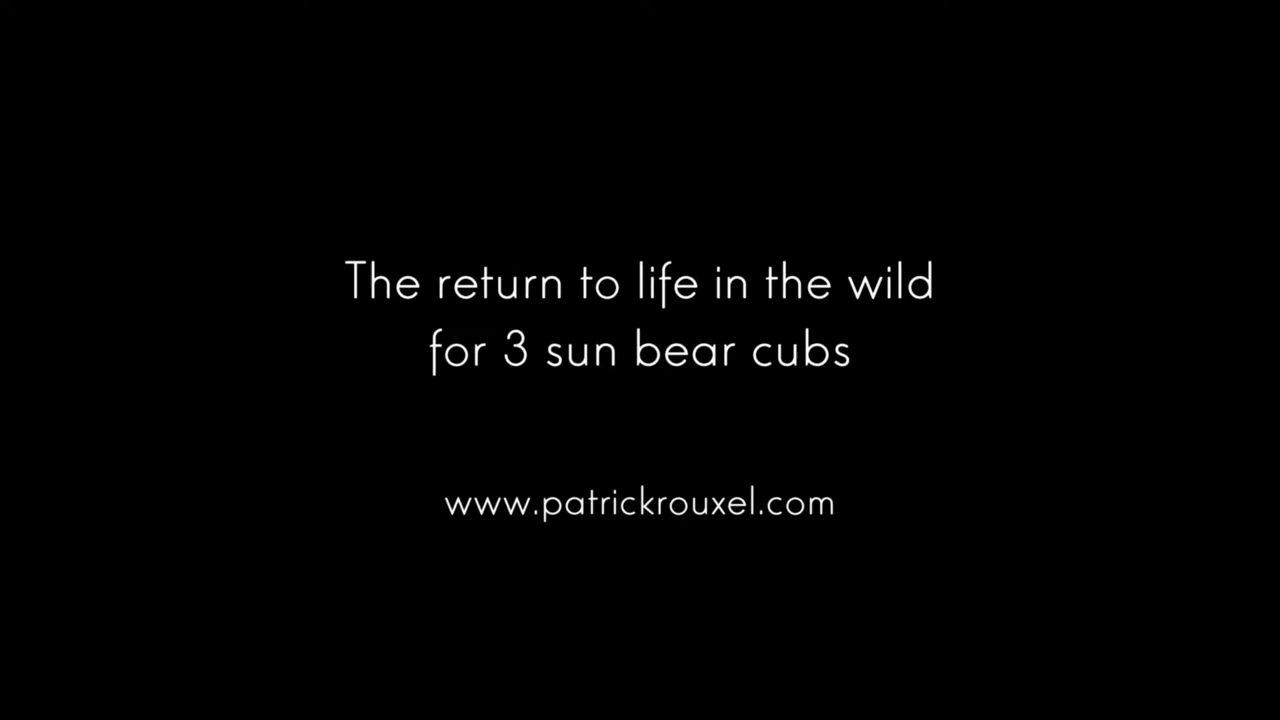 The return to life in the wild
for 3 sun bear cubs
www.patrickrouxel.com